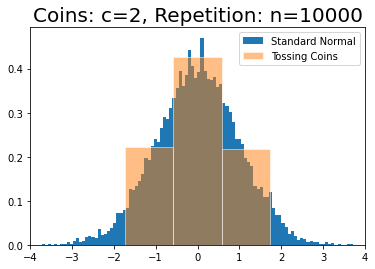 Coins: c=2, Repetition: n=10000
Standard Normal
Tossing Coins
0.4
0.3
0.2
0.1
0.0
−4 −3 −2 −1 0 1 2 3 4